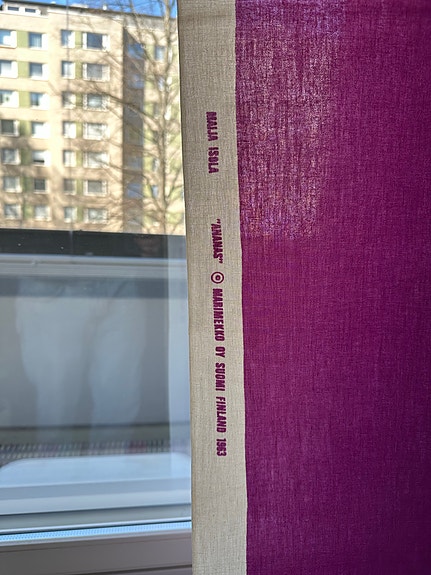 MAIJA ISOLA "ANANAS" © MARIMEKKO OY SUOMI FINLAND 1963